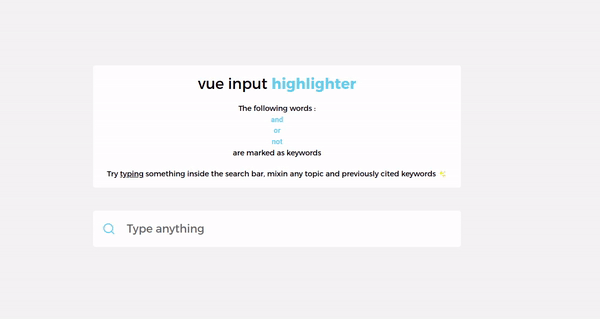 vue input highlighter
The following words :
and
or
not
are marked as keywords
Try typing something inside the search bar, mixin any topic and previously cited keywords
Type anything